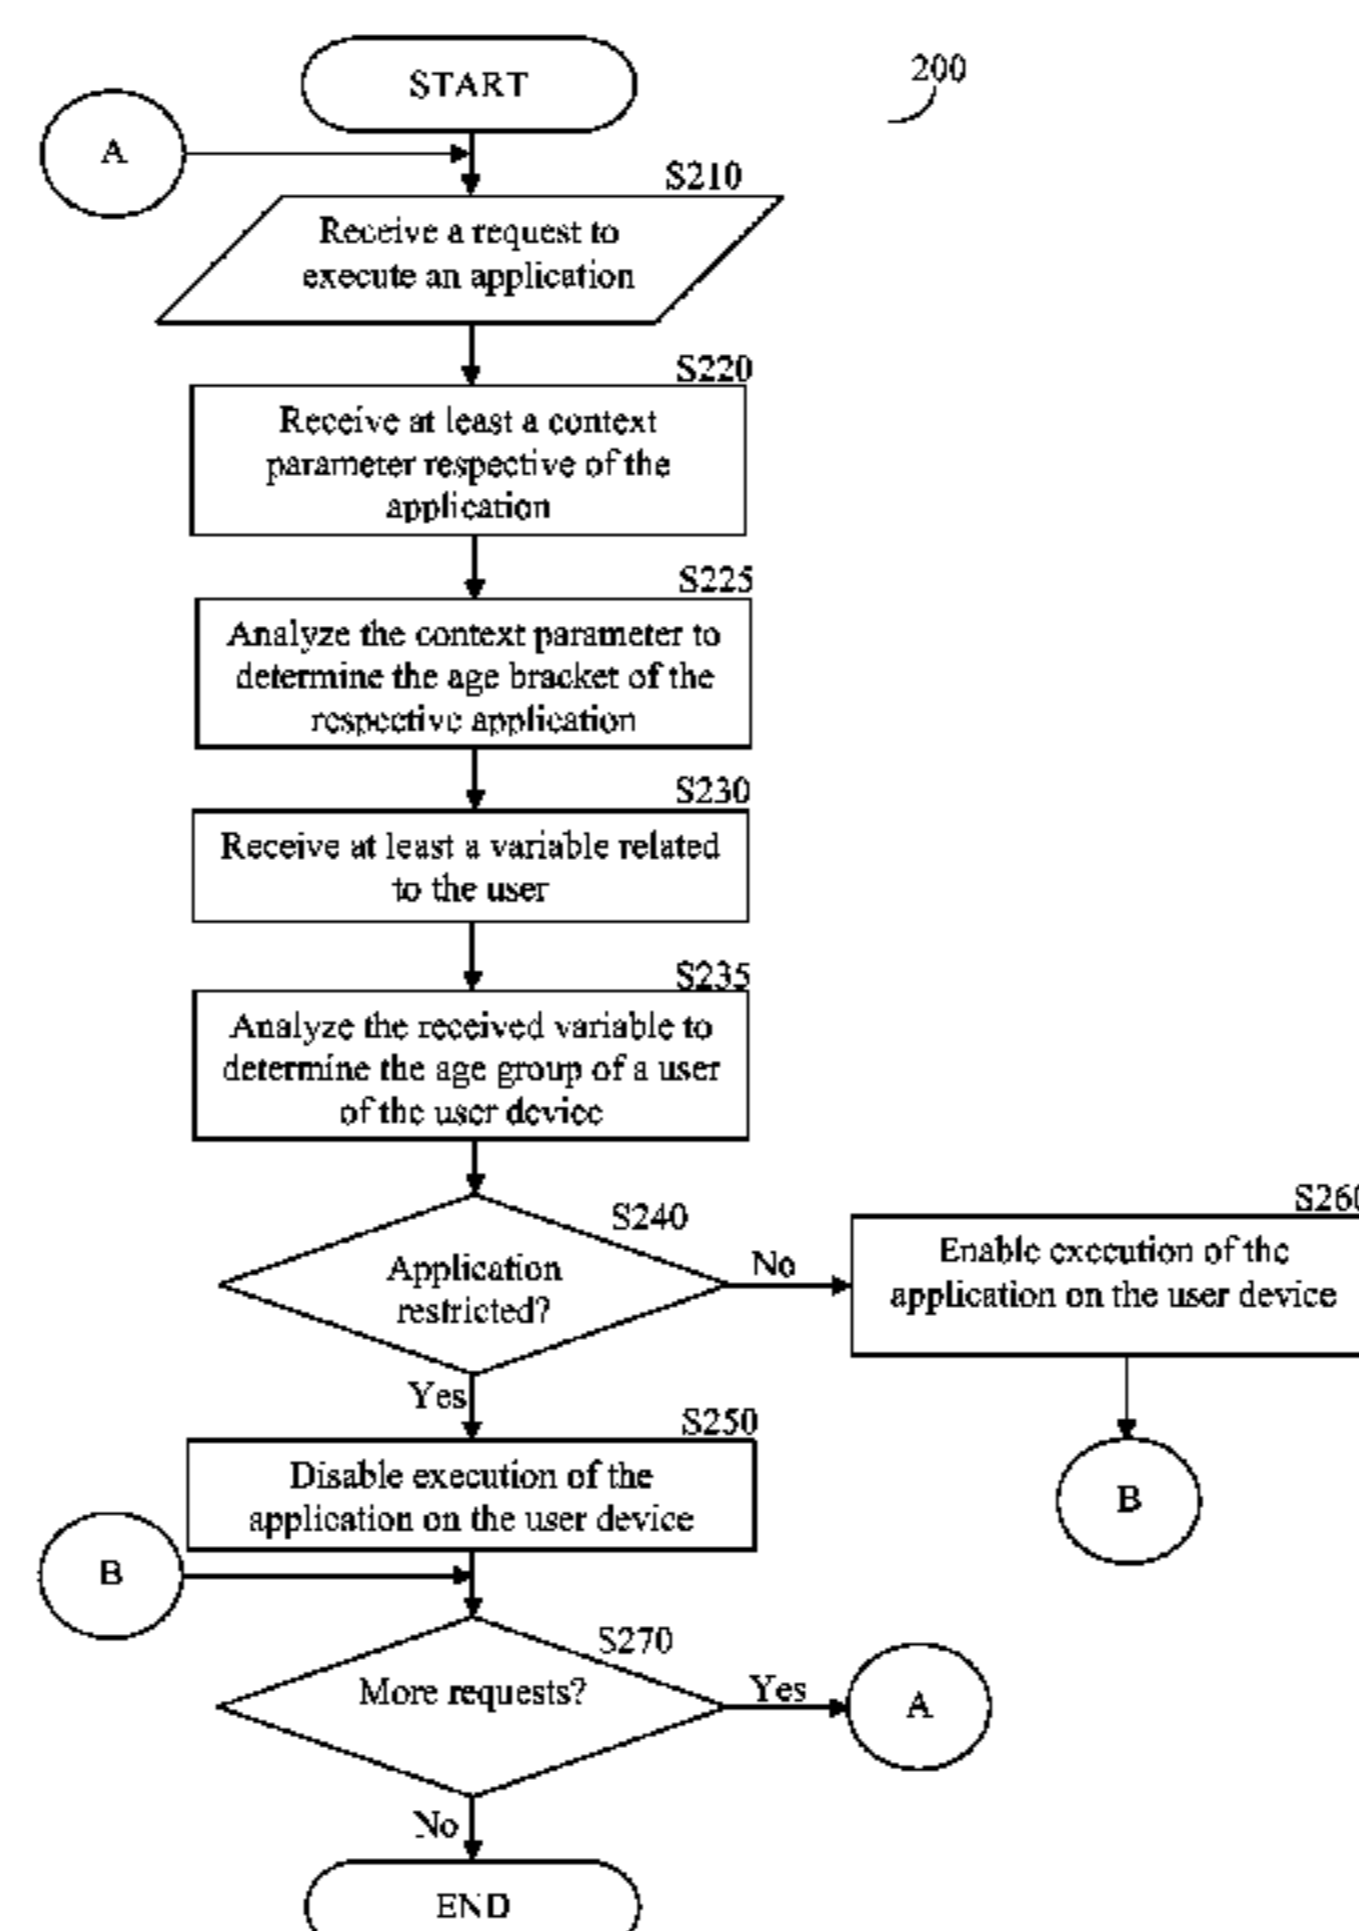 START
200
A
S210
Receive a request to
execute an application
S220
Receive at least a context
parameter respective of the
application
S225
Analyze the context parameter to
determine the age bracket of the
respective application
S230
Receive at least a variable related
to the user
S235
Analyze the received variable to
determine the age group of a user
of the user device
S240
Application
restricted?
No
S260
Enable execution of the
application on the user device
Yes
S250
Disable execution of the
application on the user device
B
B
S270
More requests?
Yes
A
No
END